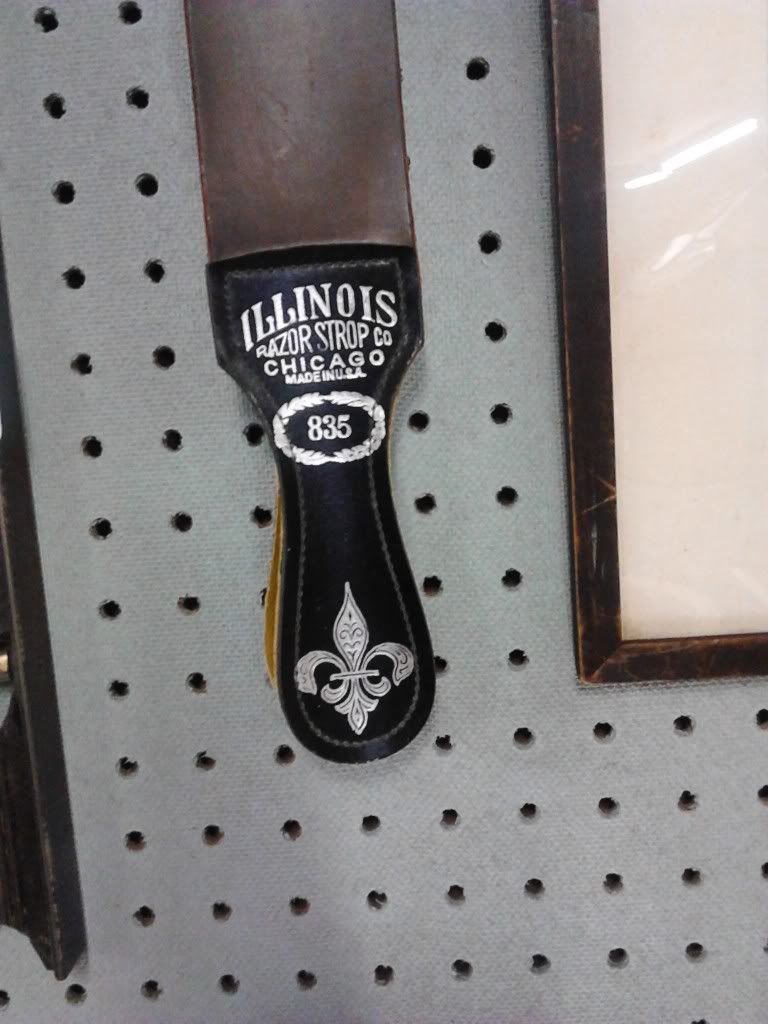 ILLINOIS
RAZOR STROP CO
CHICAGO
MADE IN U.S.A.
835